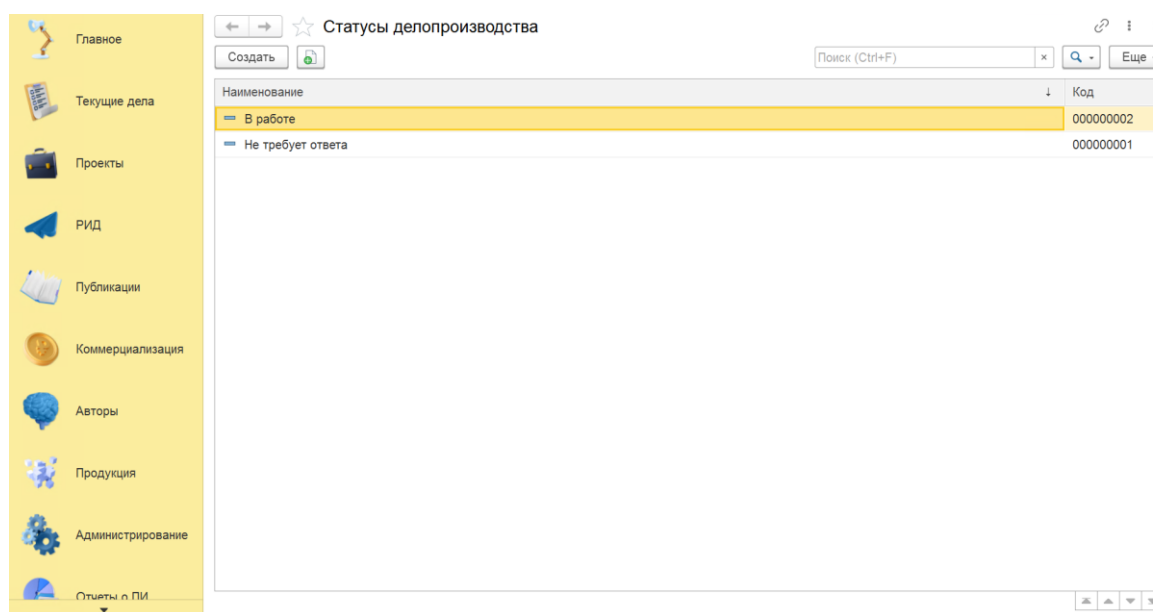 Главное
Текущие дела
Проекты
РИД
Публикации
Коммерциализация
Авторы
Продукция
Администрирование
Отчеты о ПИ
Статусы делопроизводства
Создать
Поиск (Ctrl+F)
×
Еще
Наименование ↓ Код
В работе 000000002
Не требует ответа 000000001